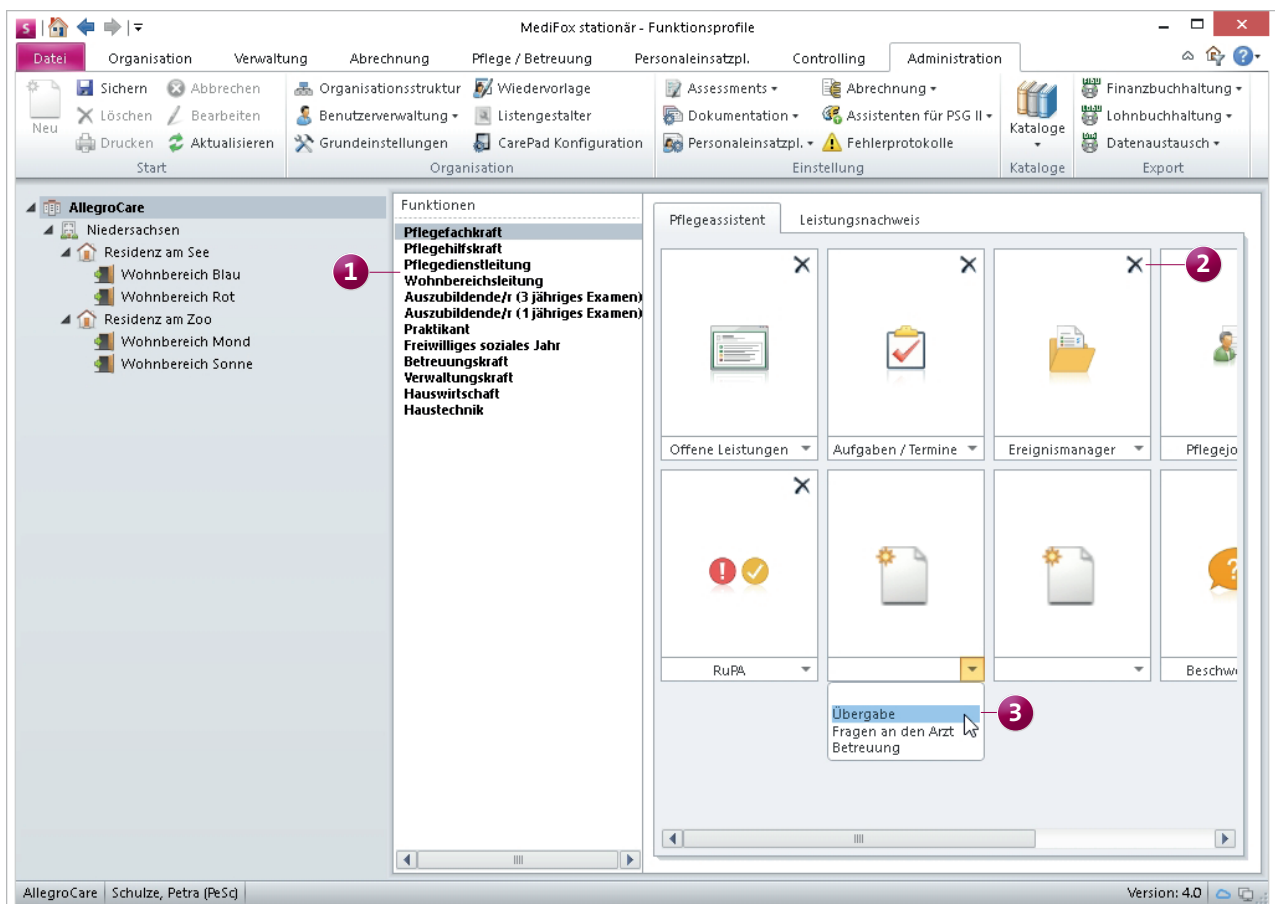 S
MediFox stationär - Funktionsprofile
Datei Organisation Verwaltung Abrechnung Pflege / Betreuung Personaleinsatzpl. Controlling Administration
Neu
Sichern Abbrechen
Löschen Bearbeiten
Drucken Aktualisieren
Start
Organisationsstruktur Wiedervorlage
Benutzerverwaltung Listengestalter
Grundeinstellungen CarePad Konfiguration
Organisation
Assessments Abrechnung
Dokumentation Assistenten für PSG II
Personaleinsatzpl. Fehlerprotokolle
Einstellung
Kataloge
Kataloge
Finanzbuchhaltung
Lohnbuchhaltung
Datenaustausch
Export
AllegroCare
Niedersachsen
Residenz am See
Wohnbereich Blau
Wohnbereich Rot
Residenz am Zoo
Wohnbereich Mond
Wohnbereich Sonne
Funktionen
Pflegefachkraft
Pflegehilfskraft
Pflegedienstleitung
Wohnbereichsleitung
Auszubildende/r (3 jähriges Examen)
Auszubildende/r (1 jähriges Examen)
Praktikant
Freiwilliges soziales Jahr
Betreuungskraft
Verwaltungskraft
Hauswirtschaft
Haustechnik
1
Pflegeassistent Leistungsnachweis
2
Offene Leistungen Aufgaben / Termine Ereignismanager Pflegejo
RuPA Beschwe
Übergabe
Fragen an den Arzt
Betreuung
3
AllegroCare Schulze, Petra (PeSc) Version: 4.0